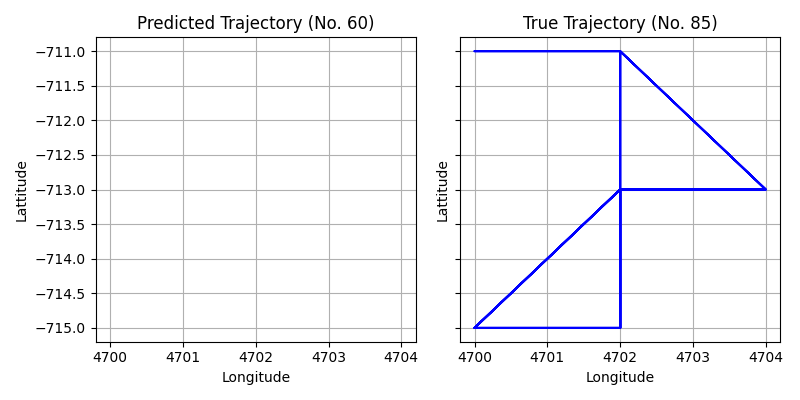 Predicted Trajectory (No. 60)
−711.0
−711.5
−712.0
−712.5
−713.0
−713.5
−714.0
−714.5
−715.0
Lattitude
4700 4701 4702 4703 4704
Longitude
True Trajectory (No. 85)
Lattitude
4700 4701 4702 4703 4704
Longitude